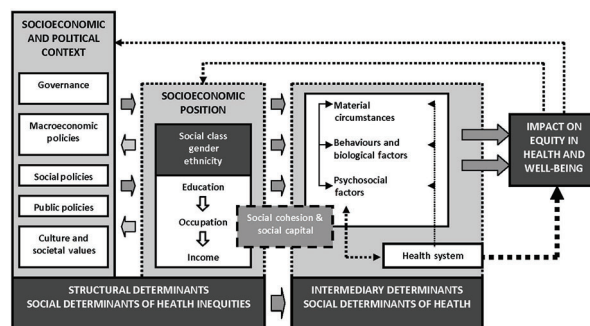 SOCIOECONOMIC
AND POLITICAL
CONTEXT
Governance
Macroeconomic
policies
Social policies
Public policies
Culture and
societal values
SOCIOECONOMIC
POSITION
Social class
gender
ethnicity
Education
Occupation
Income
Social cohesion &
social capital
Material
circumstances
Behaviours and
biological factors
Psychosocial
factors
Health system
IMPACT ON
EQUITY IN
HEALTH AND
WELL-BEING
STRUCTURAL DETERMINANTS
SOCIAL DETERMINANTS OF HEATLH INEQUITIES
INTERMEDIARY DETERMINANTS
SOCIAL DETERMINANTS OF HEATLH